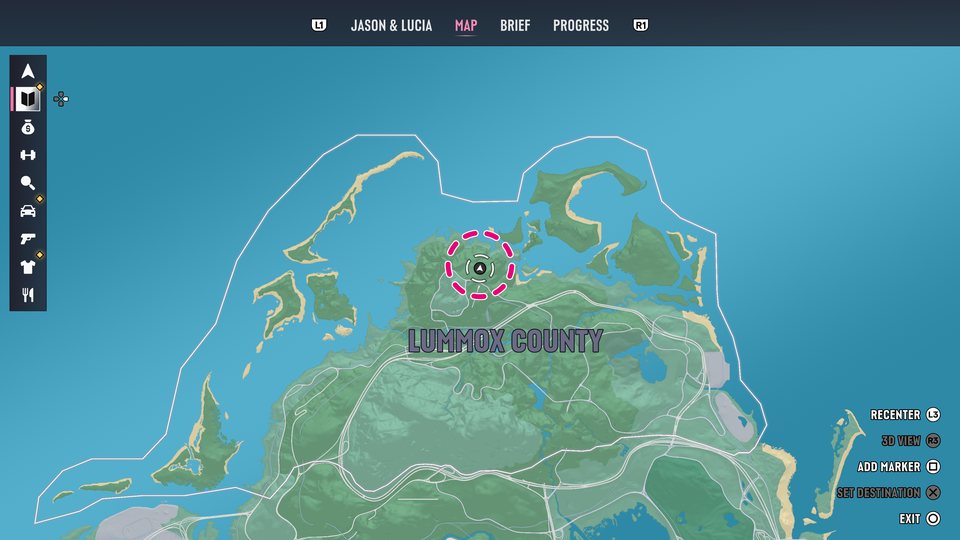 L1 JASON & LUCIA MAP BRIEF PROGRESS R1
LUMMOX COUNTY
RECENTER L3
3D VIEW R3
ADD MARKER
SET DESTINATION
EXIT